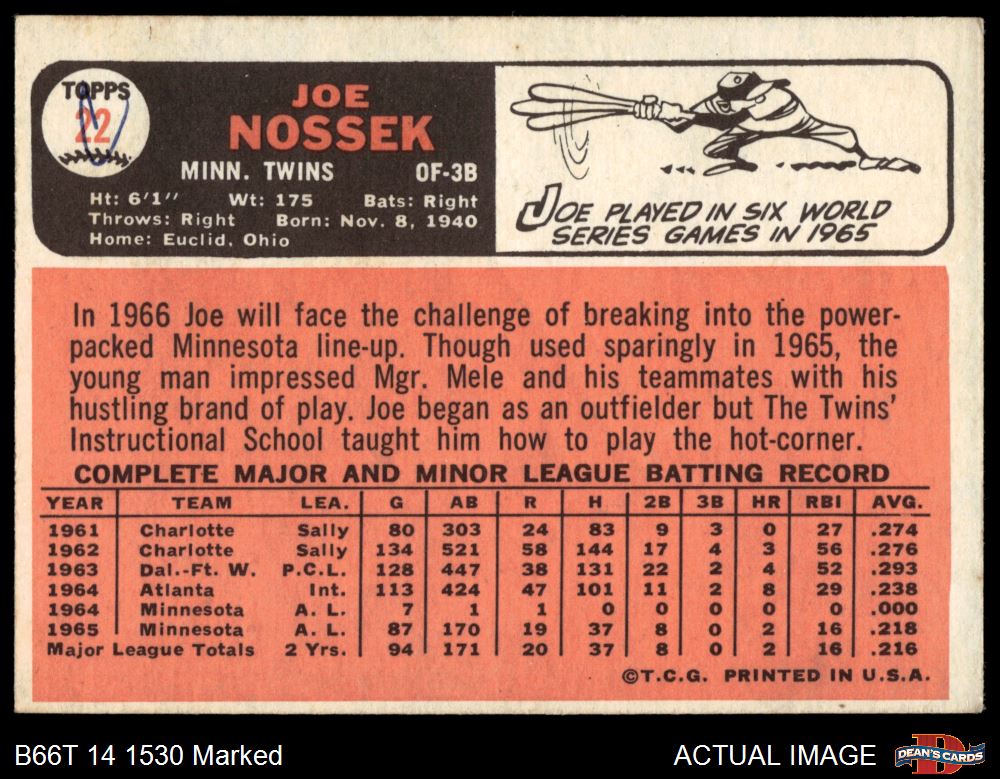 TOPPS
22
JOE
NOSSEK
MINN. TWINS OF-3B
Ht: 6'1" Wt: 175 Bats: Right
Throws: Right Born: Nov. 8, 1940
Home: Euclid, Ohio
JOE PLAYED IN SIX WORLD
SERIES GAMES IN 1965
In 1966 Joe will face the challenge of breaking into the power-
packed Minnesota line-up. Though used sparingly in 1965, the
young man impressed Mgr. Mele and his teammates with his
hustling brand of play. Joe began as an outfielder but The Twins'
Instructional School taught him how to play the hot-corner.
COMPLETE MAJOR AND MINOR LEAGUE BATTING RECORD
YEAR TEAM LEA. G AB R H 2B 3B HR RBI AVG.
1961 Charlotte Sally 80 303 24 83 9 3 0 27 .274
1962 Charlotte Sally 134 521 58 144 17 4 3 56 .276
1963 Dal.-Ft. W. P.C.L. 128 447 38 131 22 2 4 52 .293
1964 Atlanta Int. 113 424 47 101 11 2 8 29 .238
1964 Minnesota A. L. 7 1 1 0 0 0 0 0 .000
1965 Minnesota A. L. 87 170 19 37 8 0 2 16 .218
Major League Totals 2 Yrs. 94 171 20 37 8 0 2 16 .216
©T.C.G. PRINTED IN U.S.A.
B66T 14 1530 Marked ACTUAL IMAGE DEAN'S CARDS